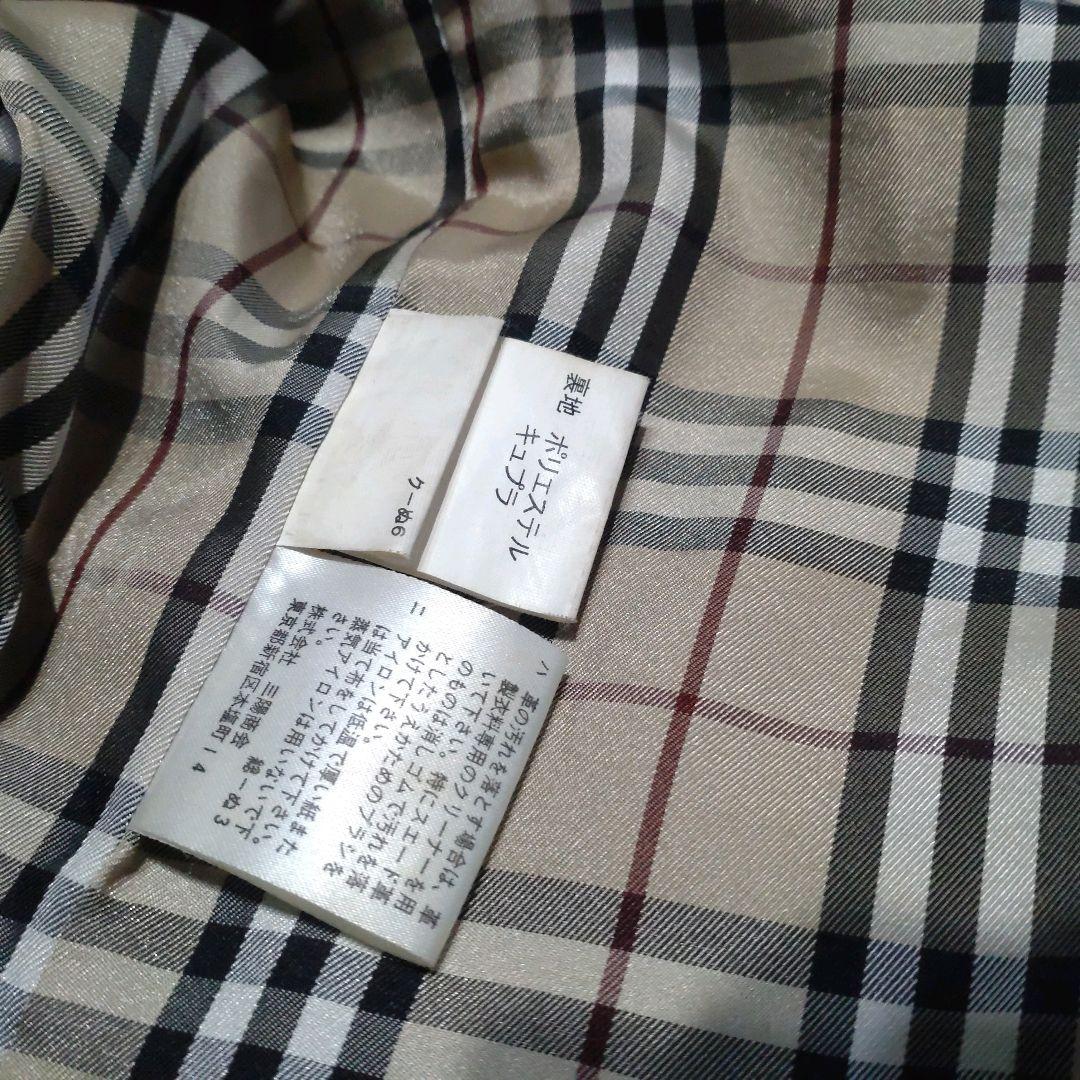 裏地 ポリエステル
キュプラ
ケーぬ6
ハ 革の汚れを落とす場合は、革
製衣料専用のクリーナーを用
いて下さい。特にスエード革
のものは消しゴムで汚れを落
としたうえかためのブラシを
かけて下さい。
ニ アイロンは低温で厚い紙また
は当て布をしてかけて下さい。
蒸気アイロンは用いないで下
さい。
株式会社 三陽商会 綿ーぬ3
東京都新宿区本塩町14